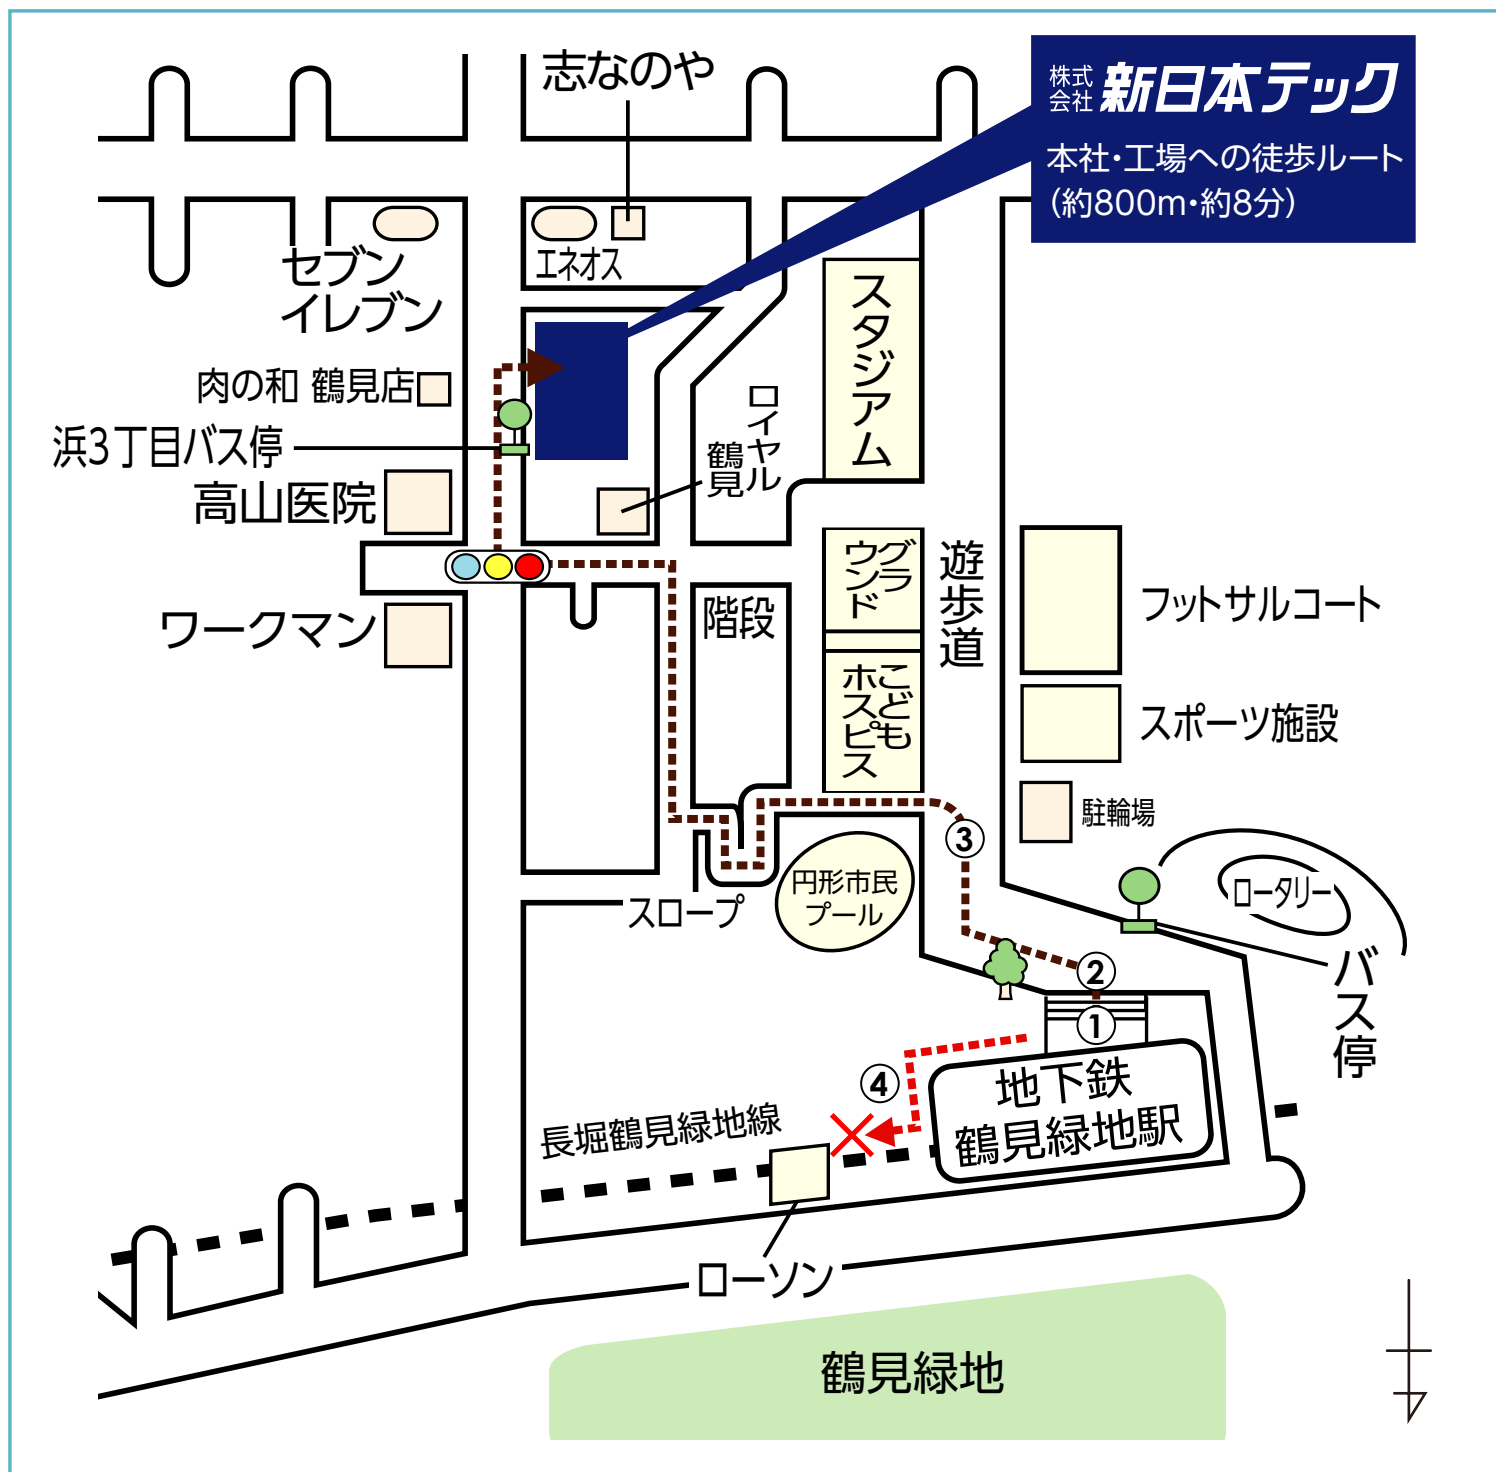 志なのや
株式
会社
新日本テック
本社・工場への徒歩ルート
（約800m・約8分）
エネオス
セブン
イレブン
スタジアム
肉の和 鶴見店
ロイヤル
鶴見
浜3丁目バス停
高山医院
グラ
ウンド
遊歩道
階段
ワークマン
フットサルコート
こども
ホスピス
スポーツ施設
駐輪場
③
円形市民
プール
ロータリー
スロープ
バス停
②
①
④
地下鉄
鶴見緑地駅
長堀鶴見緑地線
ローソン
鶴見緑地